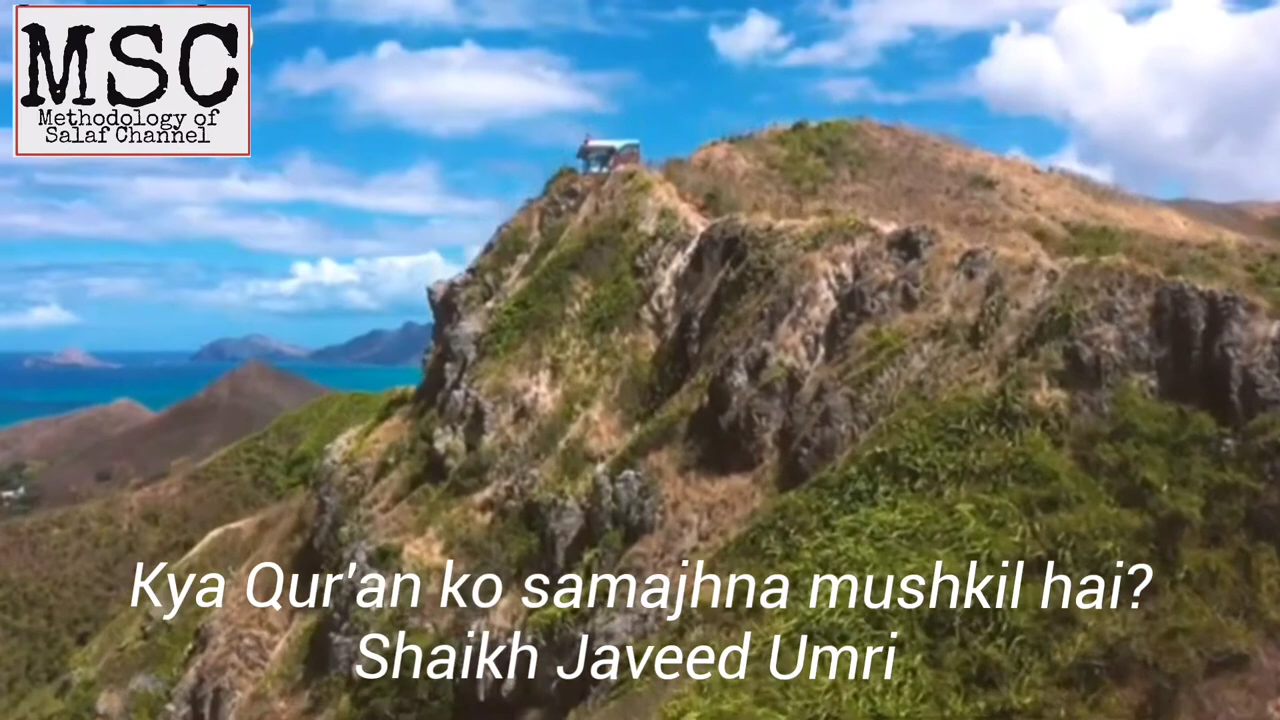 MSC
Methodology of
Salaf Channel
Kya Qur'an ko samajhna mushkil hai?
Shaikh Javeed Umri